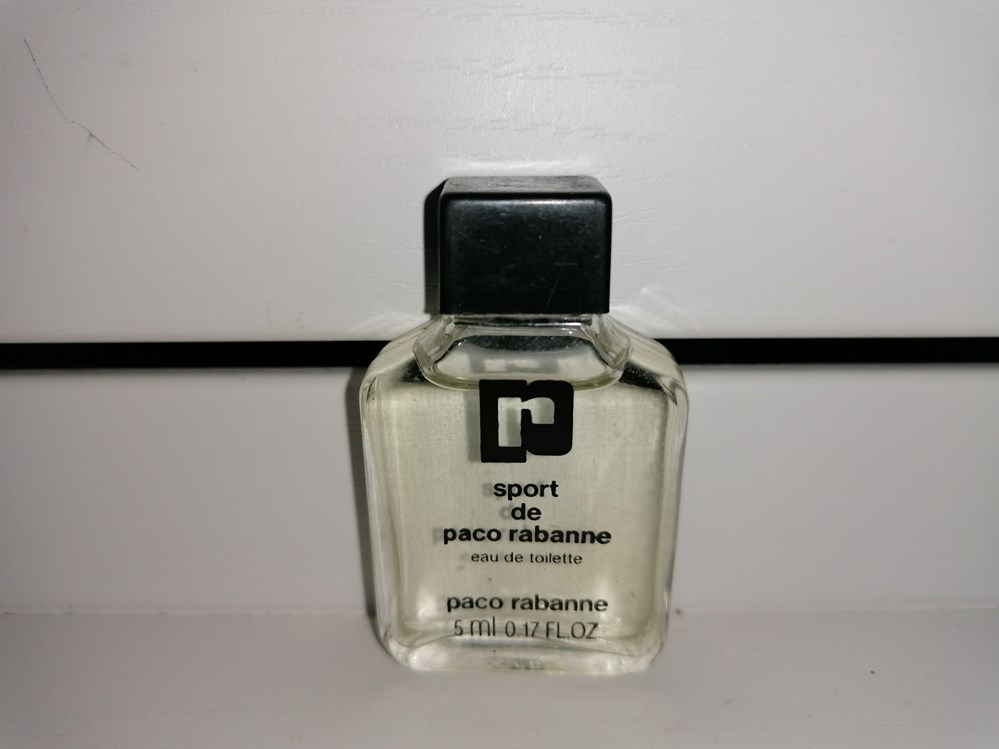 sport
de
paco rabanne
eau de toilette
paco rabanne
5 ml 0.17 FL.OZ